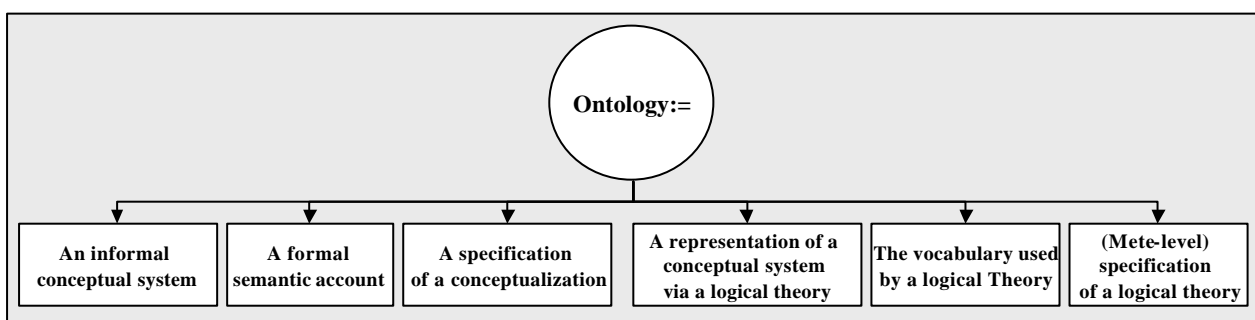 Ontology:=
An informal
conceptual system
A formal
semantic account
A specification
of a conceptualization
A representation of a
conceptual system
via a logical theory
The vocabulary used
by a logical Theory
(Mete-level)
specification
of a logical theory